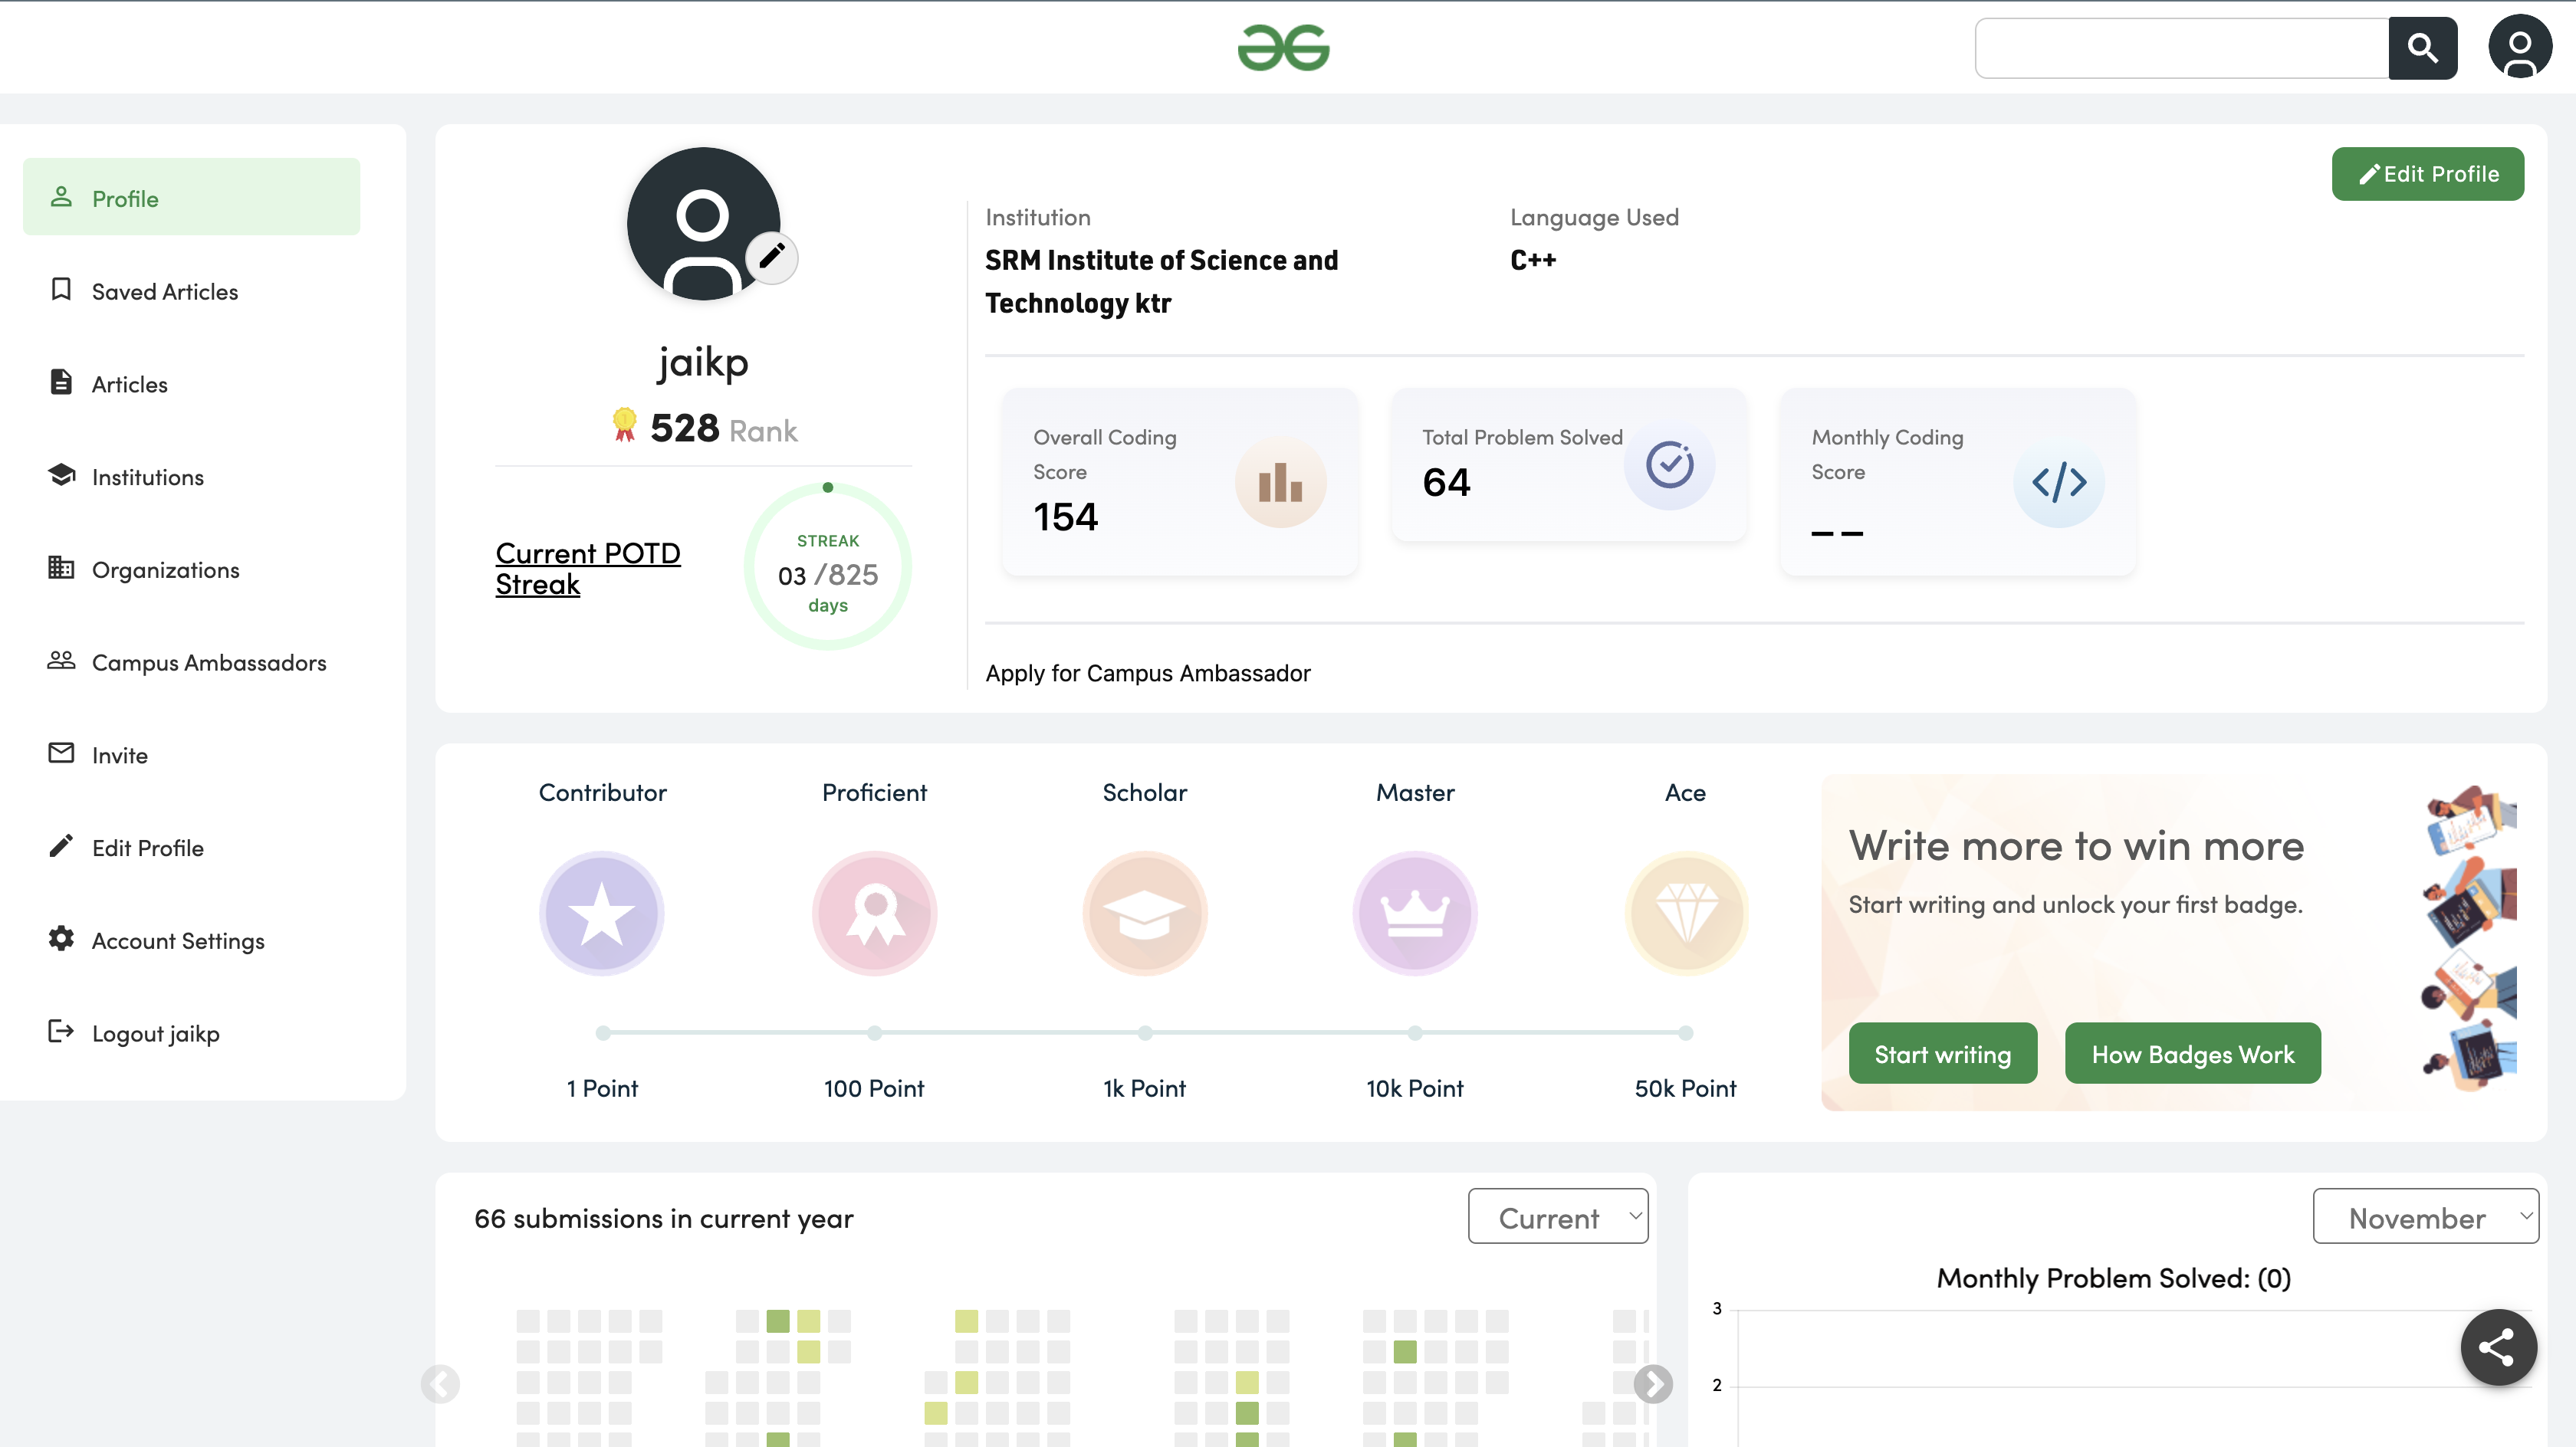 Profile
Saved Articles
Articles
Institutions
Organizations
Campus Ambassadors
Invite
Edit Profile
Account Settings
Logout jaikp
jaikp
528 Rank
Current POTD
Streak
STREAK
03 /825
days
Edit Profile
Institution
SRM Institute of Science and
Technology ktr
Language Used
C++
Overall Coding
Score
154
Total Problem Solved
64
Monthly Coding
Score
_ _
Apply for Campus Ambassador
Contributor
Proficient
Scholar
Master
Ace
1 Point
100 Point
1k Point
10k Point
50k Point
Write more to win more
Start writing and unlock your first badge.
Start writing
How Badges Work
66 submissions in current year
Current
November
Monthly Problem Solved: (0)
3
2